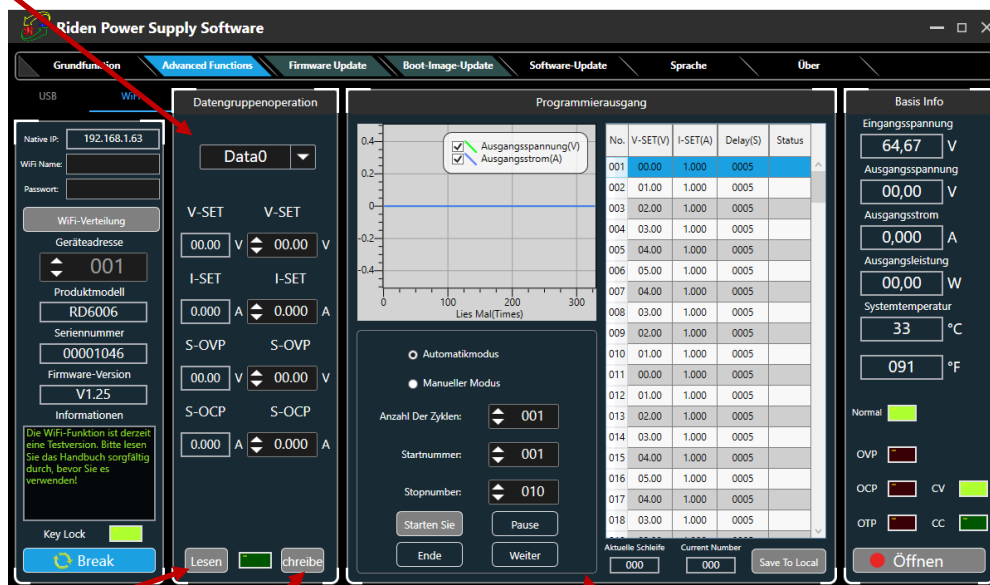 Riden Power Supply Software
Grundfunktion
Advanced Functions
Firmware Update
Boot-Image-Update
Software-Update
Sprache
Über
USB
WiFi
Native IP: 192.168.1.63
WiFi Name:
Passwort:
WiFi-Verteilung
Geräteadresse
001
Produktmodell
RD6006
Seriennummer
00001046
Firmware-Version
V1.25
Informationen
Die WiFi-Funktion ist derzeit
eine Testversion. Bitte lesen
Sie das Handbuch sorgfältig
durch, bevor Sie es
verwenden!
Key Lock
Break
Datengruppenoperation
Data0
V-SET V-SET
00.00 V 00.00 V
I-SET I-SET
0.000 A 0.000 A
S-OVP S-OVP
00.00 V 00.00 V
S-OCP S-OCP
0.000 A 0.000 A
Lesen
chreibe
Programmierausgang
Ausgangsspannung(V)
Ausgangsstrom(A)
0.4
0.2
0
-0.2
-0.4
0 100 200 300
Lies Mal(Times)
Automatikmodus
Manueller Modus
Anzahl Der Zyklen: 001
Startnummer: 001
Stopnumber: 010
Starten Sie Pause
Ende Weiter
No. V-SET(V) I-SET(A) Delay(S) Status
001 00.00 1.000 0005
002 01.00 1.000 0005
003 02.00 1.000 0005
004 03.00 1.000 0005
005 04.00 1.000 0005
006 05.00 1.000 0005
007 04.00 1.000 0005
008 03.00 1.000 0005
009 02.00 1.000 0005
010 01.00 1.000 0005
011 00.00 1.000 0005
012 01.00 1.000 0005
013 02.00 1.000 0005
014 03.00 1.000 0005
015 04.00 1.000 0005
016 05.00 1.000 0005
017 04.00 1.000 0005
018 03.00 1.000 0005
Aktuelle Schleife Current Number
000 000 Save To Local
Basis Info
Eingangsspannung
64,67 V
Ausgangsspannung
00,00 V
Ausgangsstrom
0,000 A
Ausgangsleistung
00,00 W
Systemtemperatur
33 °C
091 °F
Normal
OVP
OCP CV
OTP CC
Öffnen